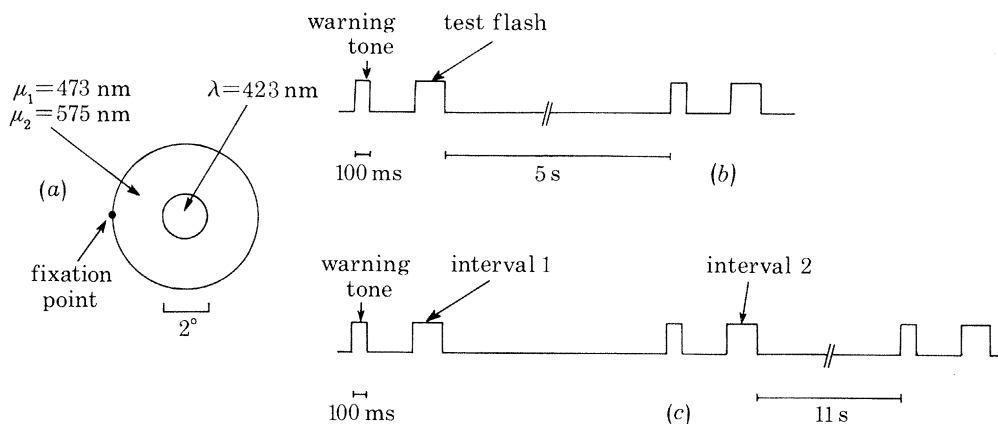 warning
tone
test flash
μ₁=473 nm
μ₂=575 nm
λ=423 nm
(a)
fixation
point
2°
100 ms
5 s
(b)
warning
tone
interval 1
interval 2
100 ms
(c)
11 s